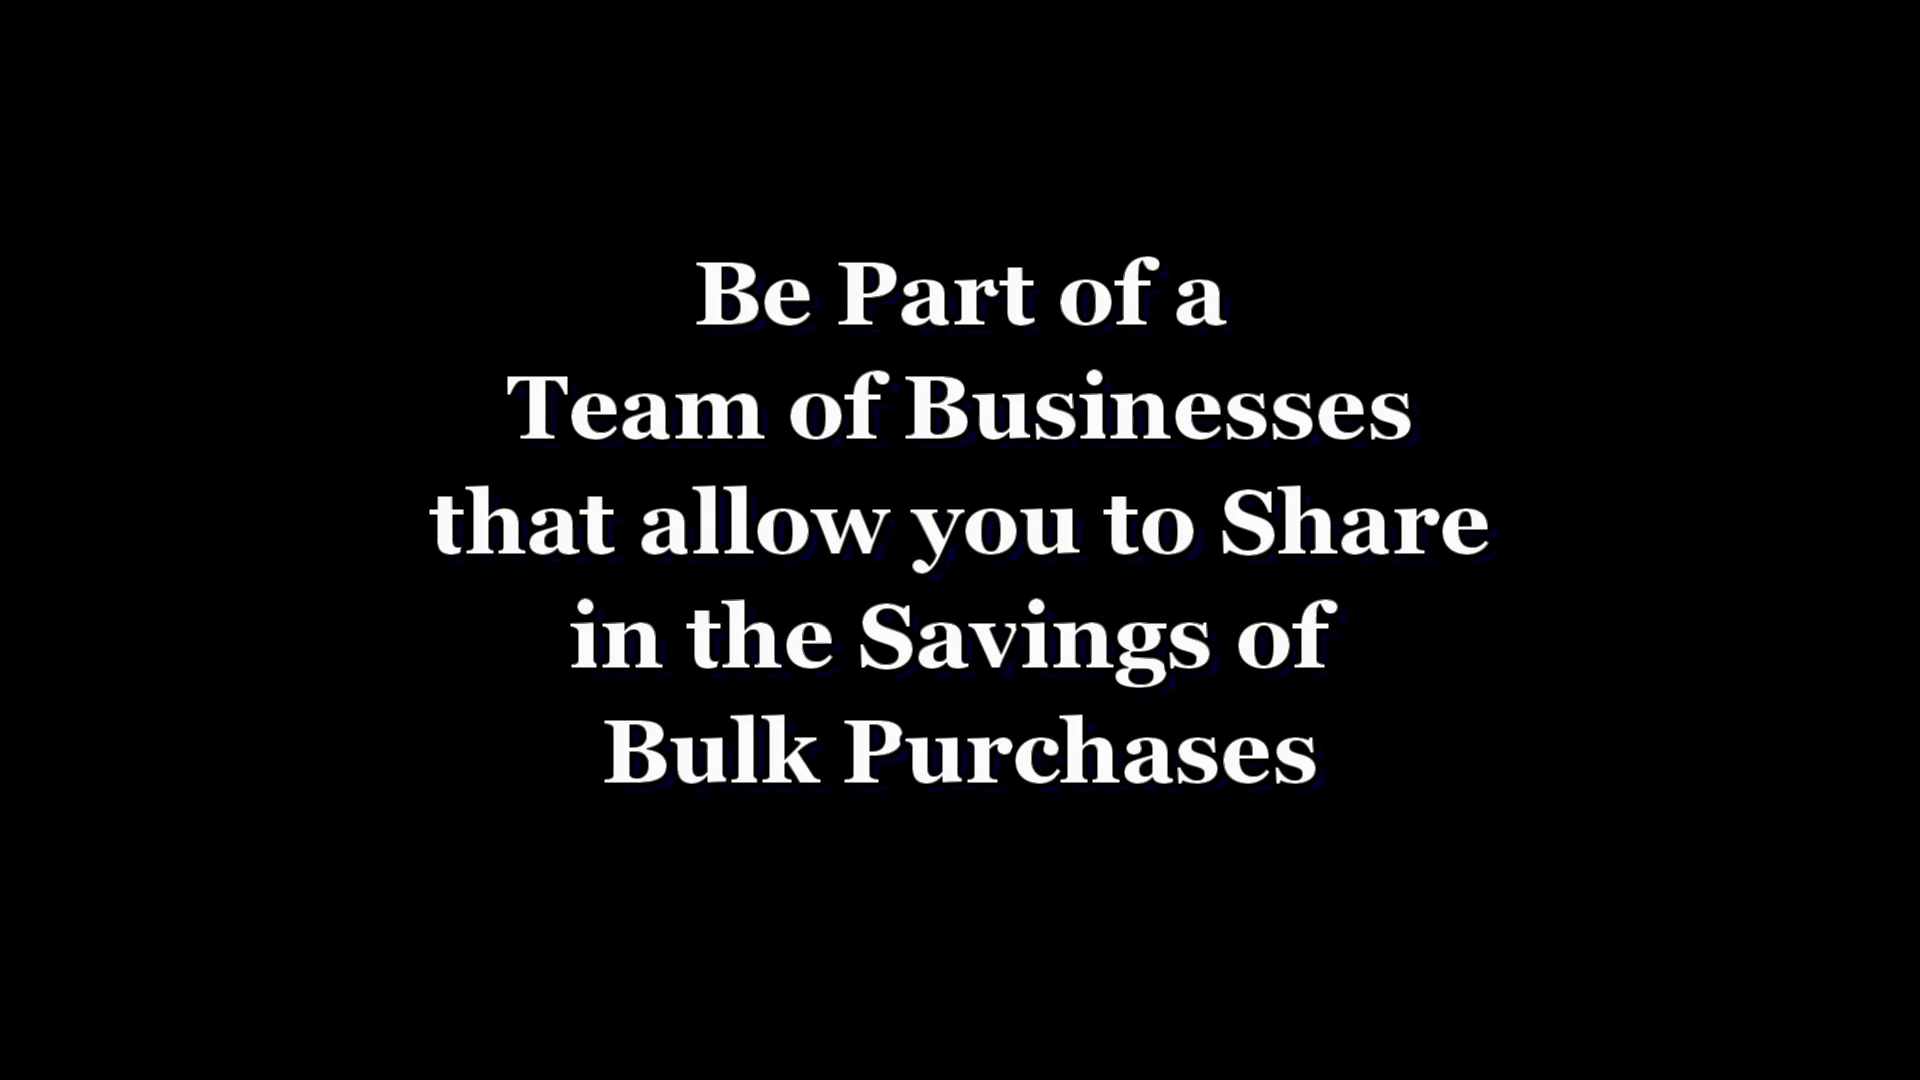 Be Part of a
Team of Businesses
that allow you to Share
in the Savings of
Bulk Purchases